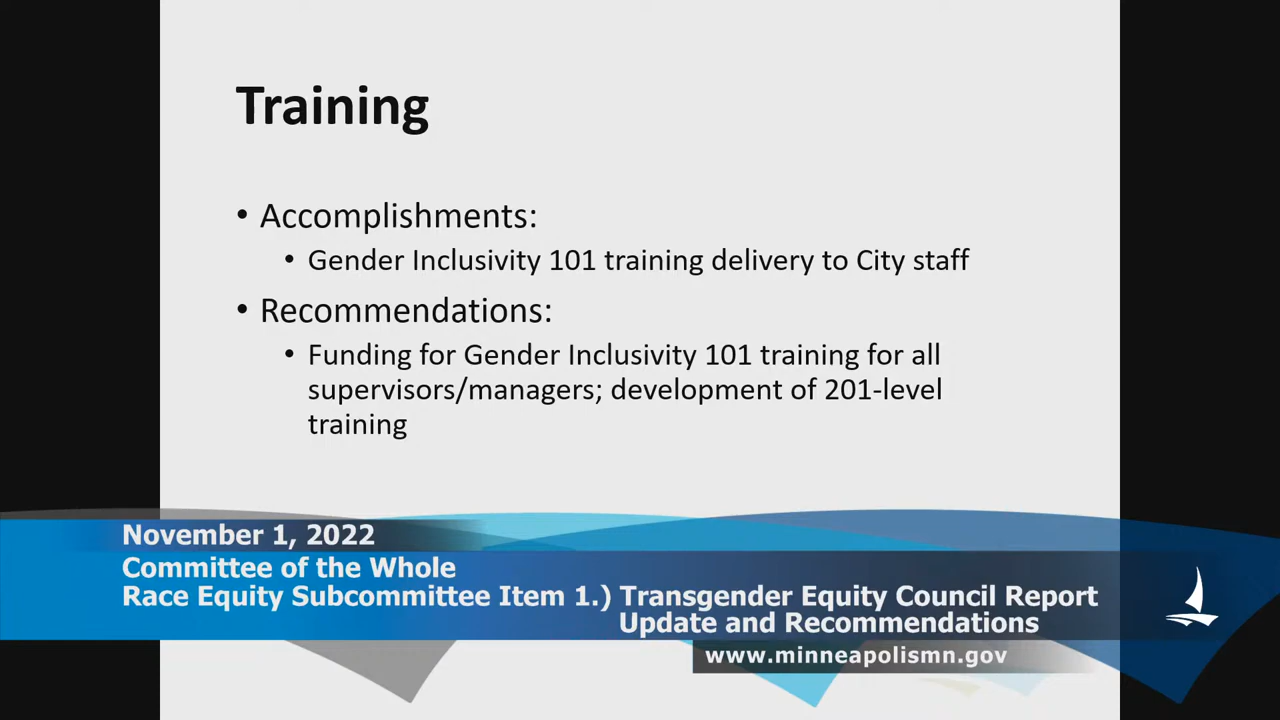 Training
• Accomplishments:
• Gender Inclusivity 101 training delivery to City staff
• Recommendations:
• Funding for Gender Inclusivity 101 training for all
supervisors/managers; development of 201-level
training
November 1, 2022
Committee of the Whole
Race Equity Subcommittee Item 1.) Transgender Equity Council Report
Update and Recommendations
www.minneapolismn.gov